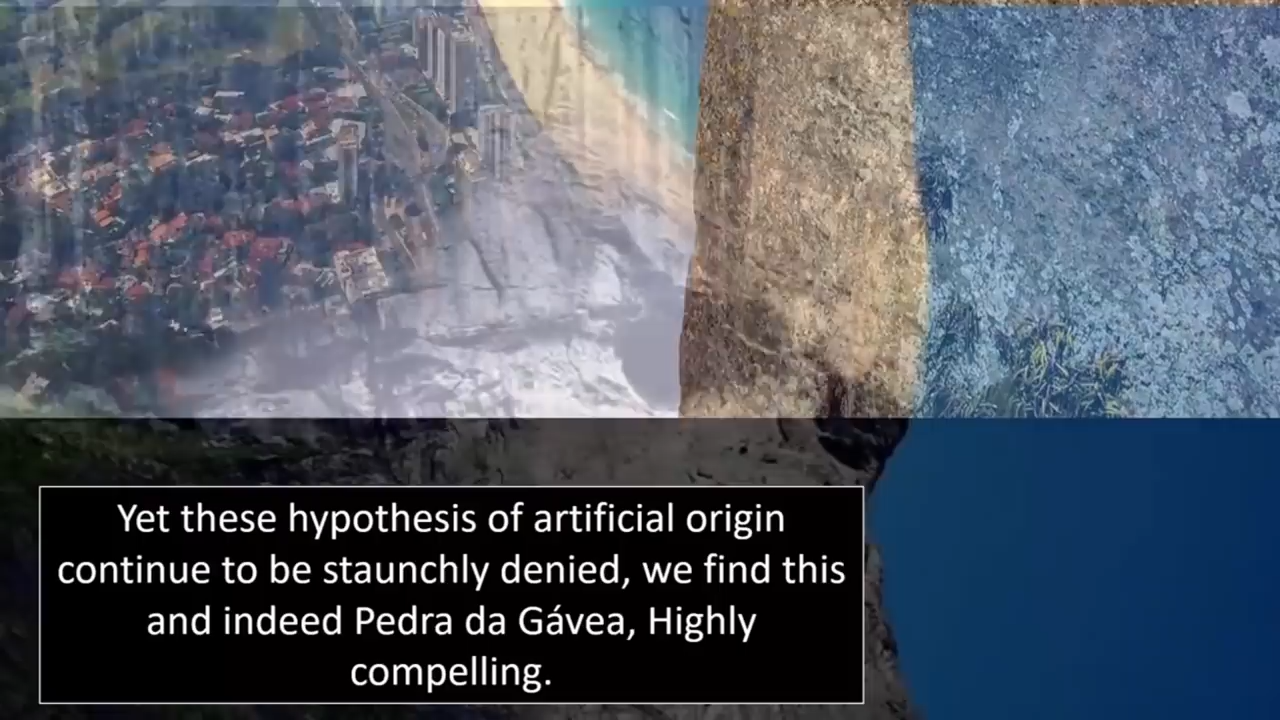 Yet these hypothesis of artificial origin
continue to be staunchly denied, we find this
and indeed Pedra da Gávea, Highly
compelling.